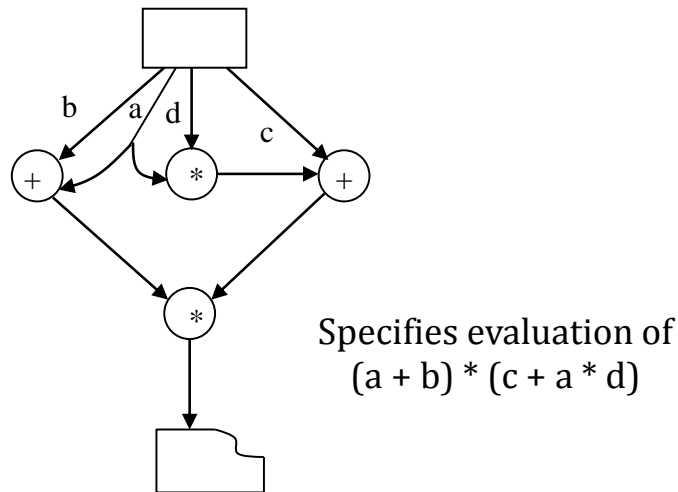 b
a
d
c
+
*
+
*
Specifies evaluation of
(a + b) * (c + a * d)